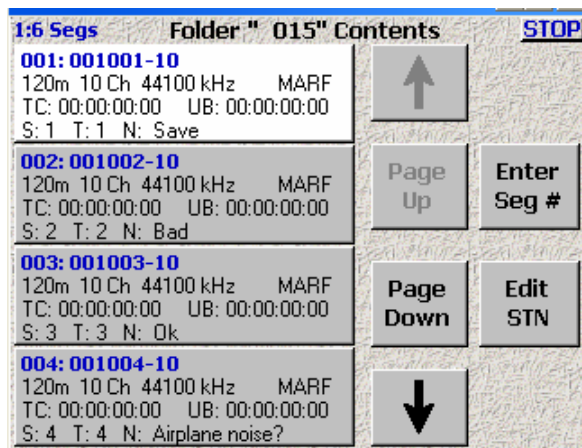 1:6 Segs Folder " 015" Contents STOP
001: 001001-10
120m 10 Ch 44100 kHz MARF
TC: 00:00:00:00 UB: 00:00:00:00
S: 1 T: 1 N: Save
002: 001002-10
120m 10 Ch 44100 kHz MARF
TC: 00:00:00:00 UB: 00:00:00:00
S: 2 T: 2 N: Bad
003: 001003-10
120m 10 Ch 44100 kHz MARF
TC: 00:00:00:00 UB: 00:00:00:00
S: 3 T: 3 N: Ok
004: 001004-10
120m 10 Ch 44100 kHz MARF
TC: 00:00:00:00 UB: 00:00:00:00
S: 4 T: 4 N: Airplane noise?
Page
Up
Enter
Seg #
Page
Down
Edit
STN